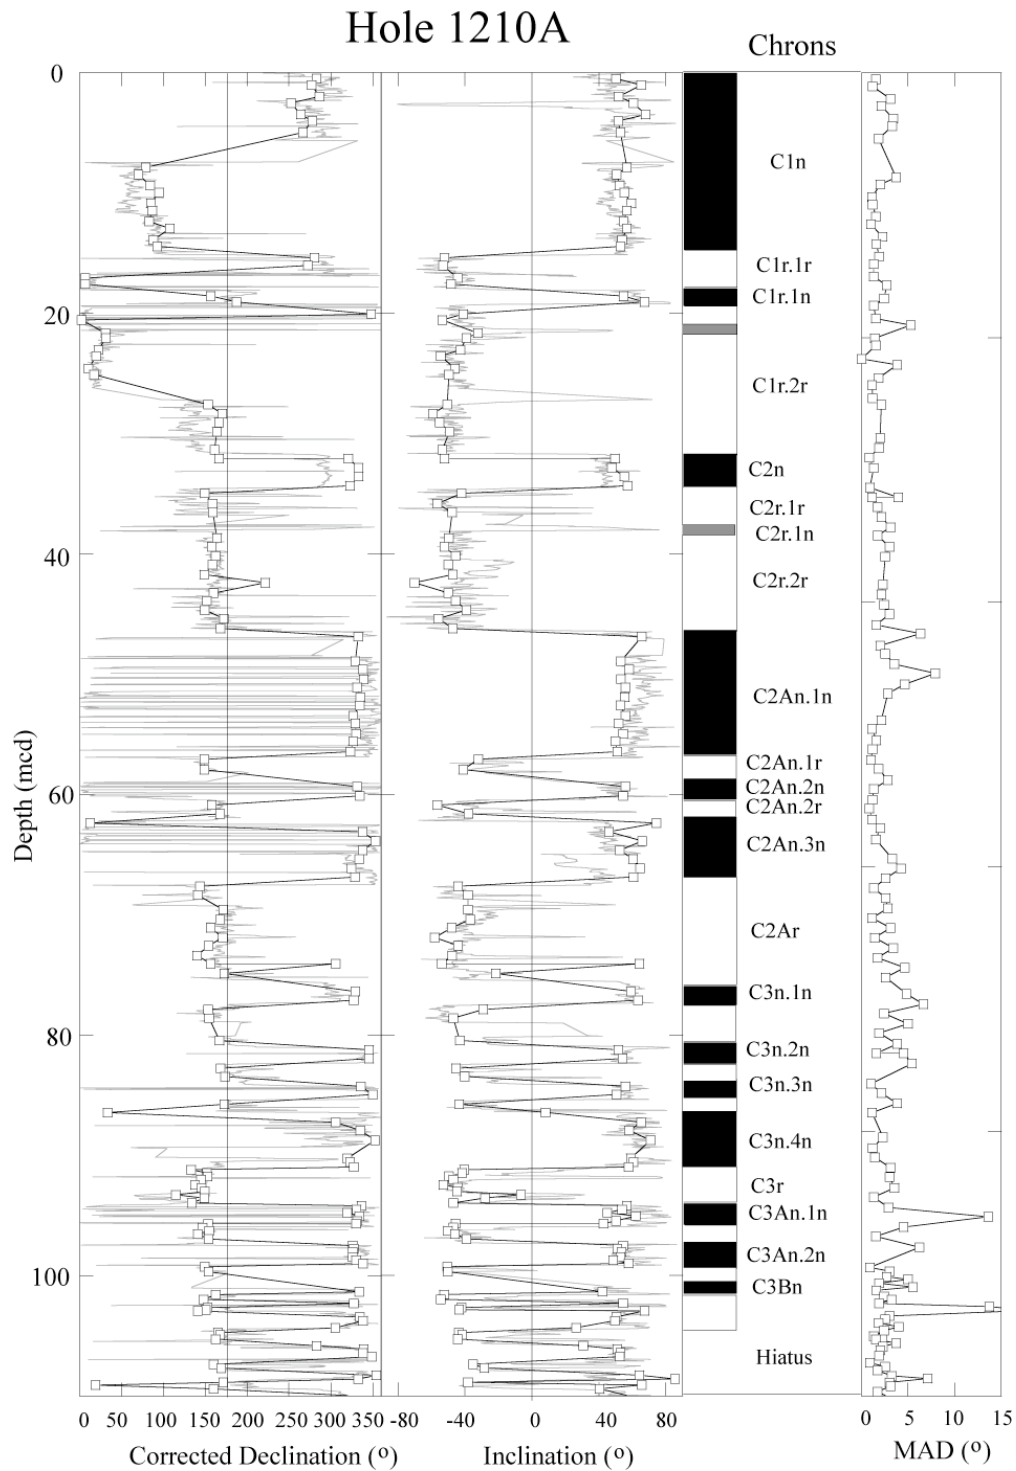 Hole 1210A
Chrons
0
20
40
60
80
100
Depth (mcd)
C1n
C1r.1r
C1r.1n
C1r.2r
C2n
C2r.1r
C2r.1n
C2r.2r
C2An.1n
C2An.1r
C2An.2n
C2An.2r
C2An.3n
C2Ar
C3n.1n
C3n.2n
C3n.3n
C3n.4n
C3r
C3An.1n
C3An.2n
C3Bn
Hiatus
0 50 100 150 200 250 300 350
-80 -40 0 40 80
0 5 10 15
Corrected Declination (º)
Inclination (º)
MAD (º)